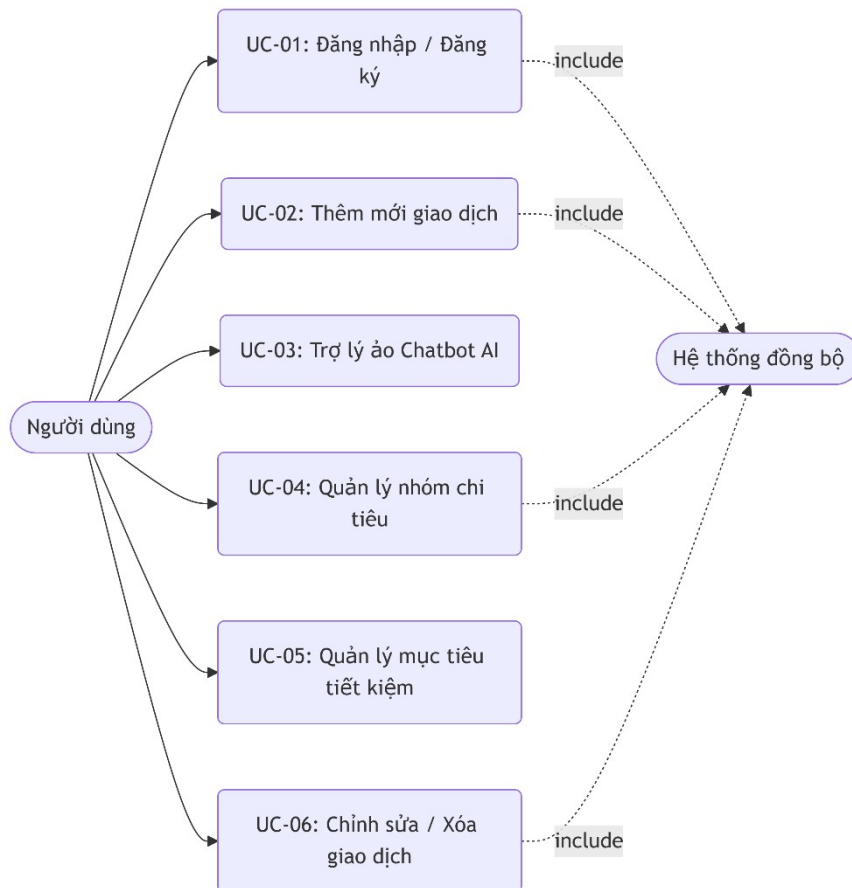 UC-01: Đăng nhập / Đăng
ký
include
UC-02: Thêm mới giao dịch
include
UC-03: Trợ lý ảo Chatbot AI
Hệ thống đồng bộ
Người dùng
UC-04: Quản lý nhóm chi
tiêu
include
UC-05: Quản lý mục tiêu
tiết kiệm
UC-06: Chỉnh sửa / Xóa
giao dịch
include